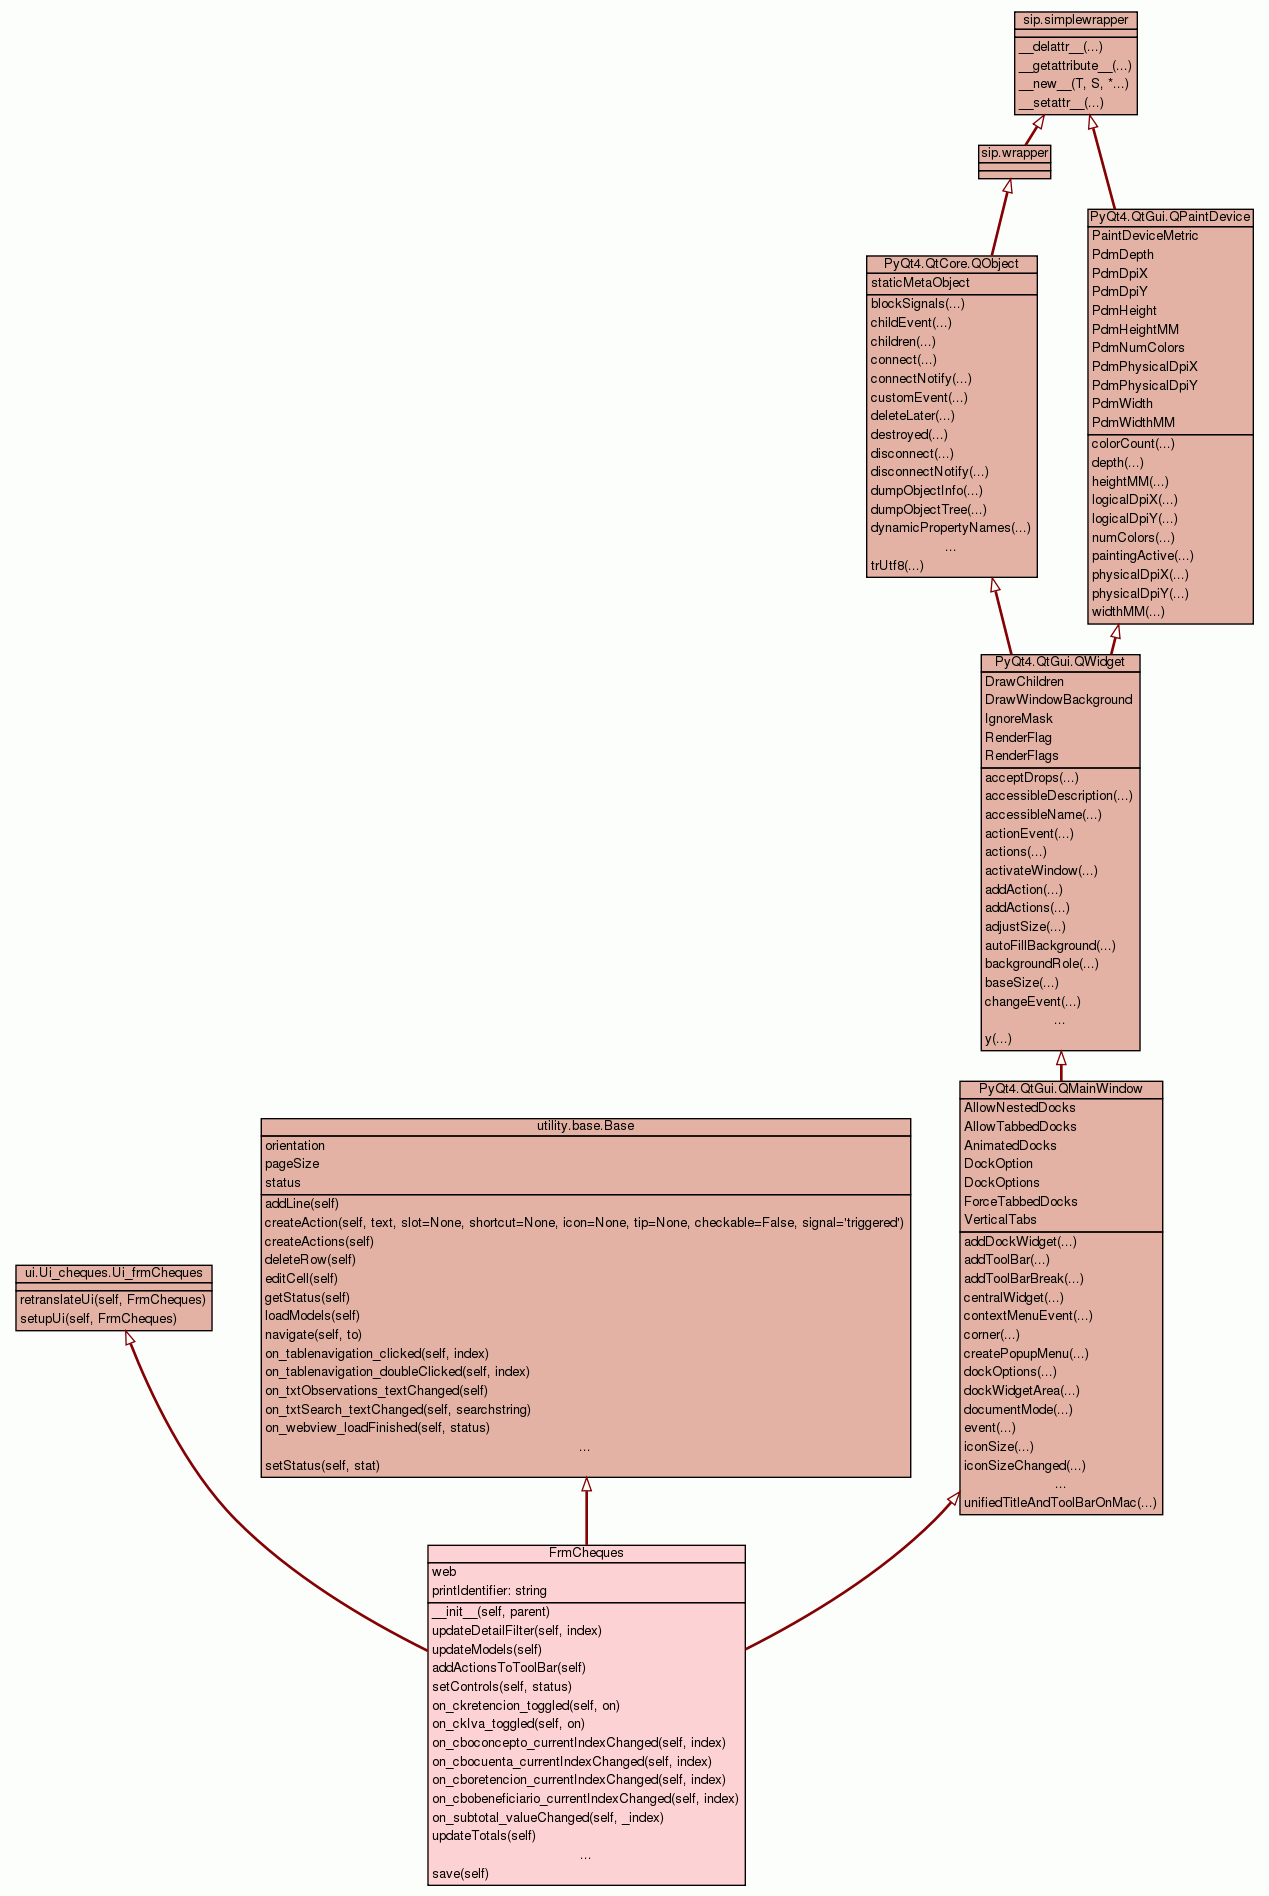 sip.simplewrapper
__delattr__(...)
__getattribute__(...)
__new__(T, S, *...)
__setattr__(...)
sip.wrapper
PyQt4.QtGui.QPaintDevice
PaintDeviceMetric
PdmDepth
PdmDpiX
PdmDpiY
PdmHeight
PdmHeightMM
PdmNumColors
PdmPhysicalDpiX
PdmPhysicalDpiY
PdmWidth
PdmWidthMM
colorCount(...)
depth(...)
heightMM(...)
logicalDpiX(...)
logicalDpiY(...)
numColors(...)
paintingActive(...)
physicalDpiX(...)
physicalDpiY(...)
widthMM(...)
PyQt4.QtCore.QObject
staticMetaObject
blockSignals(...)
childEvent(...)
children(...)
connect(...)
connectNotify(...)
customEvent(...)
deleteLater(...)
destroyed(...)
disconnect(...)
disconnectNotify(...)
dumpObjectInfo(...)
dumpObjectTree(...)
dynamicPropertyNames(...)
...
trUtf8(...)
PyQt4.QtGui.QWidget
DrawChildren
DrawWindowBackground
IgnoreMask
RenderFlag
RenderFlags
acceptDrops(...)
accessibleDescription(...)
accessibleName(...)
actionEvent(...)
actions(...)
activateWindow(...)
addAction(...)
addActions(...)
adjustSize(...)
autoFillBackground(...)
backgroundRole(...)
baseSize(...)
changeEvent(...)
...
y(...)
PyQt4.QtGui.QMainWindow
AllowNestedDocks
AllowTabbedDocks
AnimatedDocks
DockOption
DockOptions
ForceTabbedDocks
VerticalTabs
addDockWidget(...)
addToolBar(...)
addToolBarBreak(...)
centralWidget(...)
contextMenuEvent(...)
corner(...)
createPopupMenu(...)
dockOptions(...)
dockWidgetArea(...)
documentMode(...)
event(...)
iconSize(...)
iconSizeChanged(...)
...
unifiedTitleAndToolBarOnMac(...)
utility.base.Base
orientation
pageSize
status
addLine(self)
createAction(self, text, slot=None, shortcut=None, icon=None, tip=None, checkable=False, signal='triggered')
createActions(self)
deleteRow(self)
editCell(self)
getStatus(self)
loadModels(self)
navigate(self, to)
on_tablenavigation_clicked(self, index)
on_tablenavigation_doubleClicked(self, index)
on_txtObservations_textChanged(self)
on_txtSearch_textChanged(self, searchstring)
on_webview_loadFinished(self, status)
...
setStatus(self, stat)
ui.Ui_cheques.Ui_frmCheques
retranslateUi(self, FrmCheques)
setupUi(self, FrmCheques)
FrmCheques
web
printIdentifier: string
__init__(self, parent)
updateDetailFilter(self, index)
updateModels(self)
addActionsToToolBar(self)
setControls(self, status)
on_ckretencion_toggled(self, on)
on_ckIva_toggled(self, on)
on_cboconcepto_currentIndexChanged(self, index)
on_cbocuenta_currentIndexChanged(self, index)
on_cboretencion_currentIndexChanged(self, index)
on_cbobeneficiario_currentIndexChanged(self, index)
on_subtotal_valueChanged(self, _index)
updateTotals(self)
...
save(self)